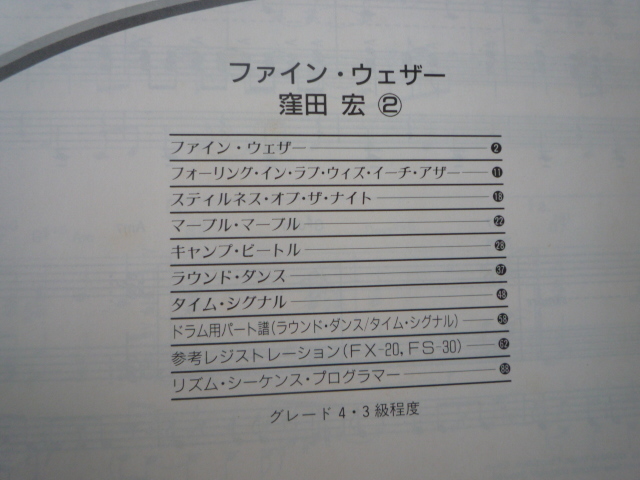 ファイン・ウェザー
窪田 宏 ②
ファイン・ウェザー ❷
フォーリング・イン・ラブ・ウィズ・イーチ・アザー ⓫
スティルネス・オブ・ザ・ナイト ⓲
マーブル・マーブル 22
キャンプ・ビートル 28
ラウンド・ダンス 37
タイム・シグナル 48
ドラム用パート譜(ラウンド・ダンス/タイム・シグナル) 58
参考レジストレーション(FX-20, FS-30) 62
リズム・シーケンス・プログラマー
グレード 4・3 級程度